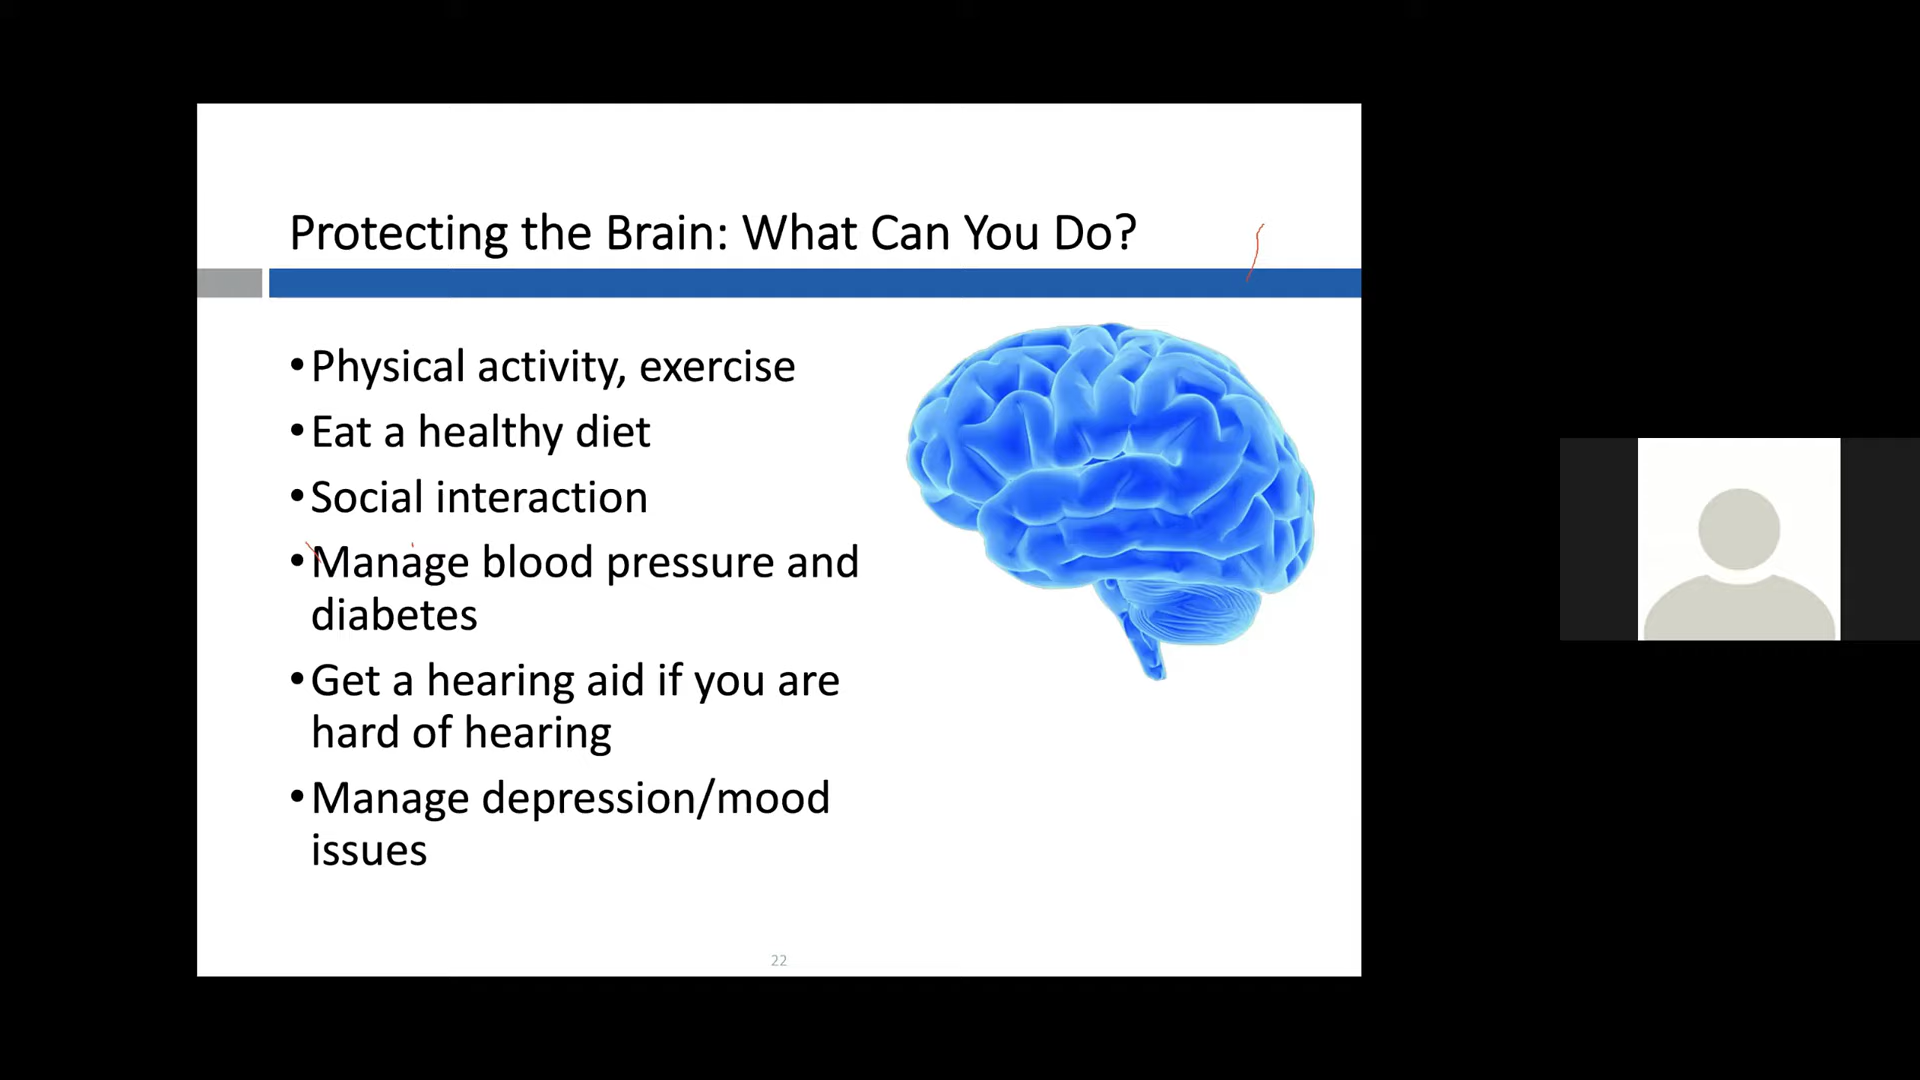 Protecting the Brain: What Can You Do?
•Physical activity, exercise
•Eat a healthy diet
•Social interaction
•Manage blood pressure and
diabetes
•Get a hearing aid if you are
hard of hearing
•Manage depression/mood
issues
22